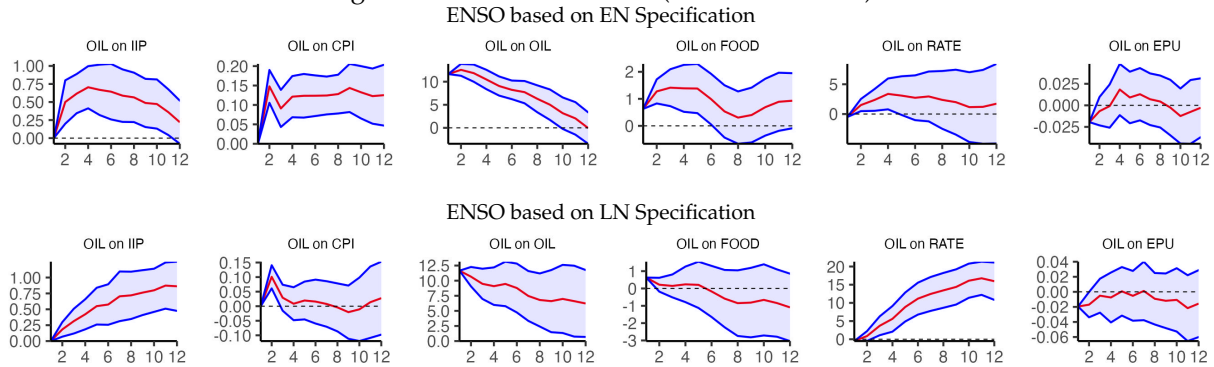 ENSO based on EN Specification
OIL on IIP OIL on CPI OIL on OIL OIL on FOOD OIL on RATE OIL on EPU
1.00 0.75 0.50 0.25 0.00
0.20 0.15 0.10 0.05 0.00
10 5 0
2 1 0
5 0
0.025 0.000 -0.025
2 4 6 8 10 12 2 4 6 8 10 12 2 4 6 8 10 12 2 4 6 8 10 12 2 4 6 8 10 12 2 4 6 8 10 12
ENSO based on LN Specification
OIL on IIP OIL on CPI OIL on OIL OIL on FOOD OIL on RATE OIL on EPU
1.00 0.75 0.50 0.25 0.00
0.15 0.10 0.05 0.00 -0.05 -0.10
12.5 10.0 7.5 5.0 2.5 0.0
1 0 -1 -2 -3
20 15 10 5 0
0.04 0.02 0.00 -0.02 -0.04 -0.06
2 4 6 8 10 12 2 4 6 8 10 12 2 4 6 8 10 12 2 4 6 8 10 12 2 4 6 8 10 12 2 4 6 8 10 12